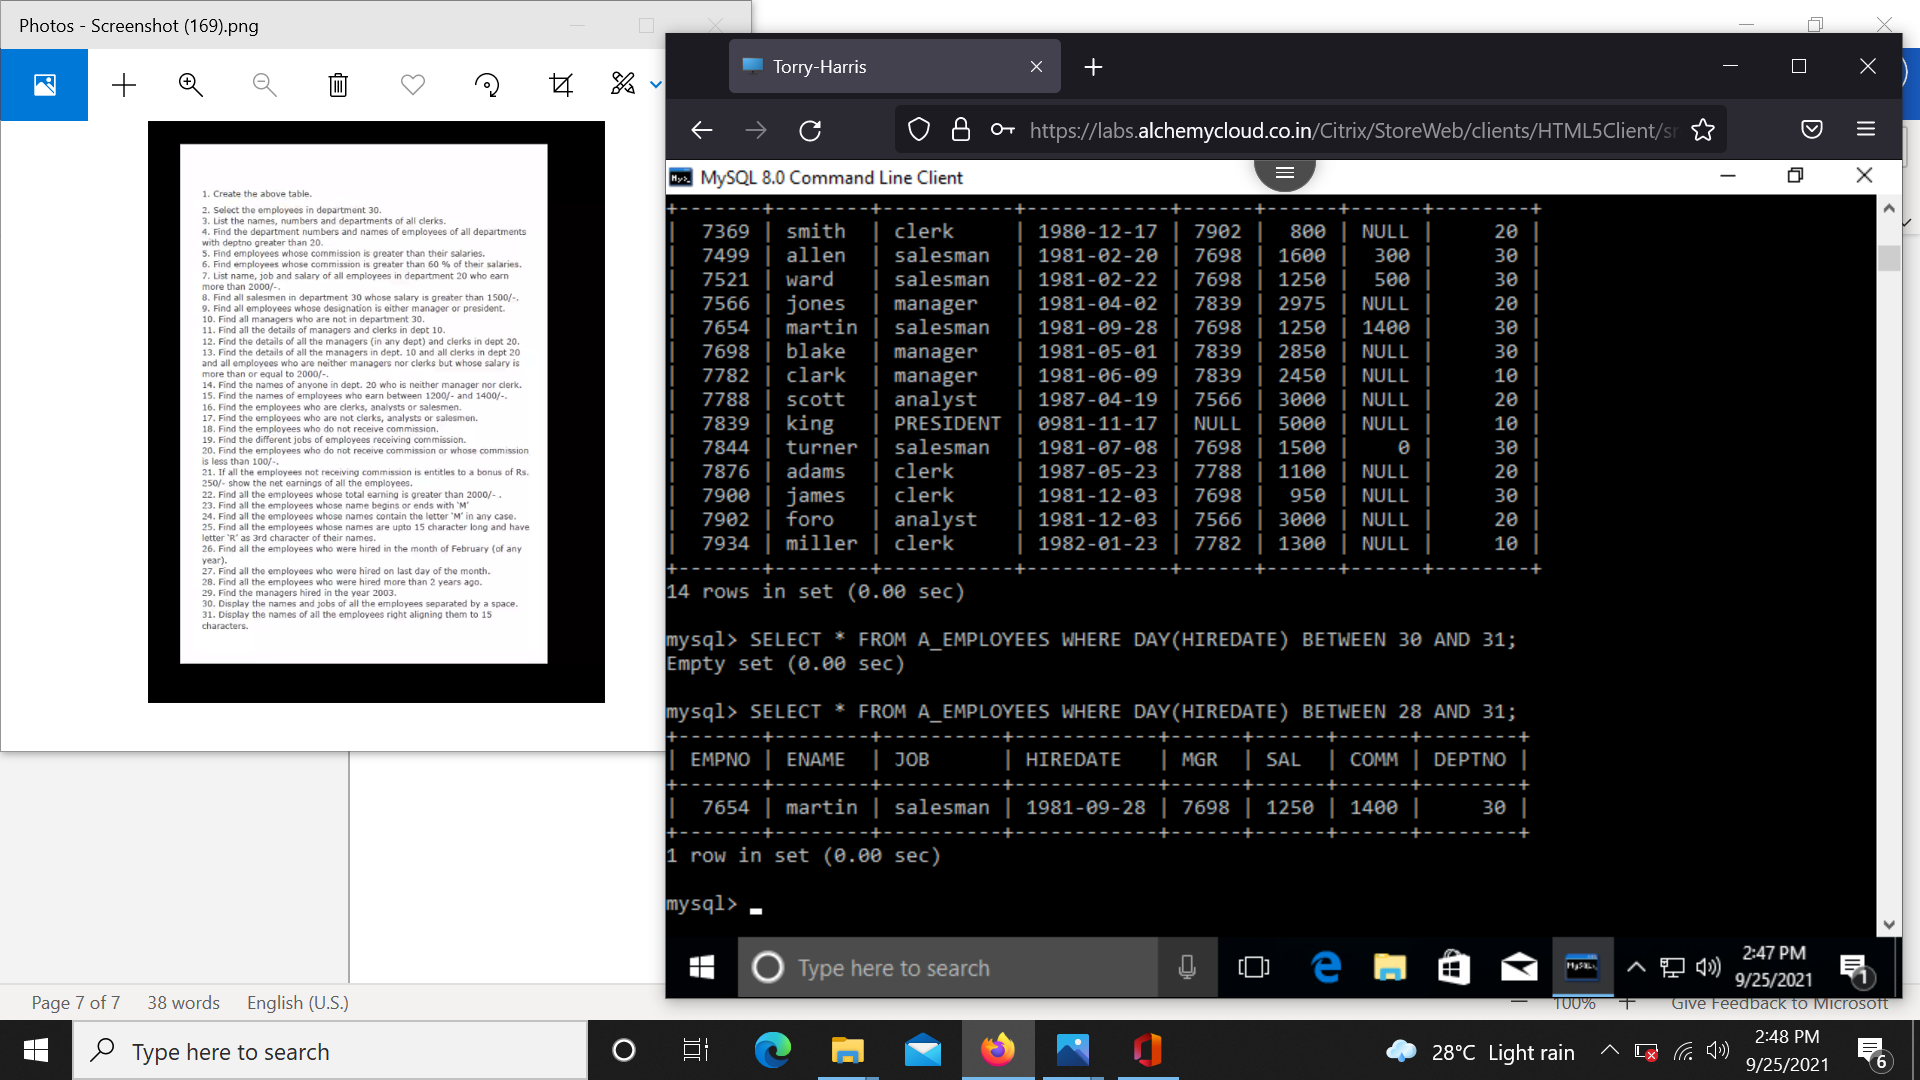 Photos - Screenshot (169).png
1. Create the above table.
2. Select the employees in department 30.
3. List the names, numbers and departments of all clerks.
4. Find the department numbers and names of employees of all departments
with deptno greater than 20.
5. Find employees whose commission is greater than their salaries.
6. Find employees whose commission is greater than 60 % of their salaries.
7. List name, job and salary of all employees in department 20 who earn
more than 2000/-.
8. Find all salesmen in department 30 whose salary is greater than 1500/-.
9. Find all employees whose designation is either manager or president.
10. Find all managers who are not in department 30.
11. Find all the details of managers and clerks in dept 10.
12. Find the details of all the managers (in any dept) and clerks in dept 20.
13. Find the details of all the managers in dept. 10 and all clerks in dept 20
and all employees who are neither managers nor clerks but whose salary is
more than or equal to 2000/-.
14. Find the names of anyone in dept. 20 who is neither manager nor clerk.
15. Find the names of employees who earn between 1200/- and 1400/-.
16. Find the employees who are clerks, analysts or salesmen.
17. Find the employees who are not clerks, analysts or salesmen.
18. Find the employees who do not receive commission.
19. Find the different jobs of employees receiving commission.
20. Find the employees who do not receive commission or whose commission
is less than 100/-.
21. If all the employees not receiving commission is entitles to a bonus of Rs.
250/- show the net earnings of all the employees.
22. Find all the employees whose total earning is greater than 2000/- .
23. Find all the employees whose name begins or ends with 'M'
24. Find all the employees whose names contain the letter 'M' in any case.
25. Find all the employees whose names are upto 15 character long and have
letter 'R' as 3rd character of their names.
26. Find all the employees who were hired in the month of February (of any
year).
27. Find all the employees who were hired on last day of the month.
28. Find all the employees who were hired more than 2 years ago.
29. Find the managers hired in the year 2003.
30. Display the names and jobs of all the employees separated by a space.
31. Display the names of all the employees right aligning them to 15
characters.
Torry-Harris
https://labs.alchemycloud.co.in/Citrix/StoreWeb/clients/HTML5Client/sr
MySQL 8.0 Command Line Client
+-------+--------+-----------+------------+------+------+------+--------+
| 7369 | smith | clerk | 1980-12-17 | 7902 | 800 | NULL | 20 |
| 7499 | allen | salesman | 1981-02-20 | 7698 | 1600 | 300 | 30 |
| 7521 | ward | salesman | 1981-02-22 | 7698 | 1250 | 500 | 30 |
| 7566 | jones | manager | 1981-04-02 | 7839 | 2975 | NULL | 20 |
| 7654 | martin | salesman | 1981-09-28 | 7698 | 1250 | 1400 | 30 |
| 7698 | blake | manager | 1981-05-01 | 7839 | 2850 | NULL | 30 |
| 7782 | clark | manager | 1981-06-09 | 7839 | 2450 | NULL | 10 |
| 7788 | scott | analyst | 1987-04-19 | 7566 | 3000 | NULL | 20 |
| 7839 | king | PRESIDENT | 0981-11-17 | NULL | 5000 | NULL | 10 |
| 7844 | turner | salesman | 1981-07-08 | 7698 | 1500 | 0 | 30 |
| 7876 | adams | clerk | 1987-05-23 | 7788 | 1100 | NULL | 20 |
| 7900 | james | clerk | 1981-12-03 | 7698 | 950 | NULL | 30 |
| 7902 | foro | analyst | 1981-12-03 | 7566 | 3000 | NULL | 20 |
| 7934 | miller | clerk | 1982-01-23 | 7782 | 1300 | NULL | 10 |
+-------+--------+-----------+------------+------+------+------+--------+
14 rows in set (0.00 sec)
mysql> SELECT * FROM A_EMPLOYEES WHERE DAY(HIREDATE) BETWEEN 30 AND 31;
Empty set (0.00 sec)
mysql> SELECT * FROM A_EMPLOYEES WHERE DAY(HIREDATE) BETWEEN 28 AND 31;
+-------+--------+----------+------------+------+------+------+--------+
| EMPNO | ENAME | JOB | HIREDATE | MGR | SAL | COMM | DEPTNO |
+-------+--------+----------+------------+------+------+------+--------+
| 7654 | martin | salesman | 1981-09-28 | 7698 | 1250 | 1400 | 30 |
+-------+--------+----------+------------+------+------+------+--------+
1 row in set (0.00 sec)
mysql> _
Type here to search
MySQL
2:47 PM
9/25/2021
1
Page 7 of 7 38 words English (U.S.)
100% Give Feedback to Microsoft
Type here to search
28°C Light rain
2:48 PM
9/25/2021
6